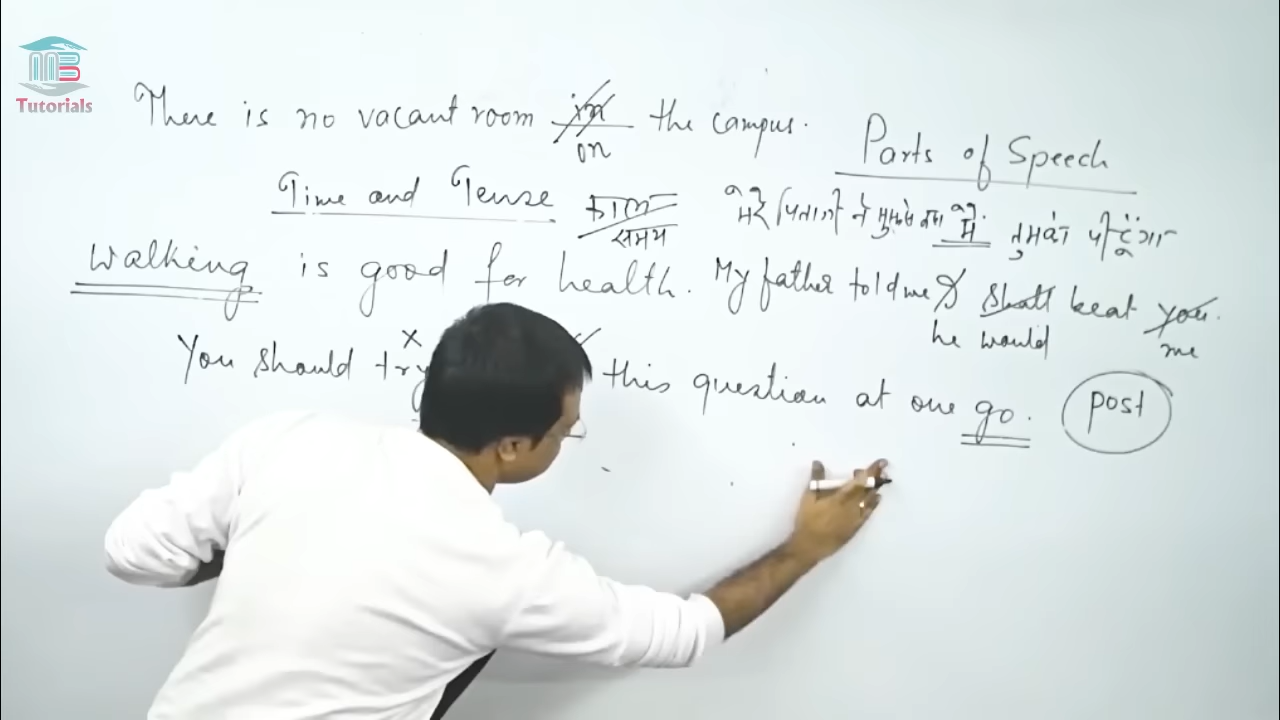 Tutorials
There is no vacant room in the campus.
on
Parts of Speech
Time and Tense काल
समय
मेरे पिताजी ने मुझसे कहा मैं तुमको पीटूंगा
Walking is good for health. My father told me I shall beat you.
he would me
You should try this question at one go. post